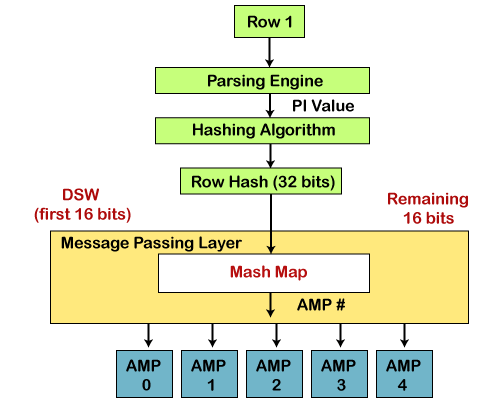 Row 1
Parsing Engine
PI Value
Hashing Algorithm
Row Hash (32 bits)
DSW
(first 16 bits)
Remaining
16 bits
Message Passing Layer
Mash Map
AMP #
AMP
0
AMP
1
AMP
2
AMP
3
AMP
4